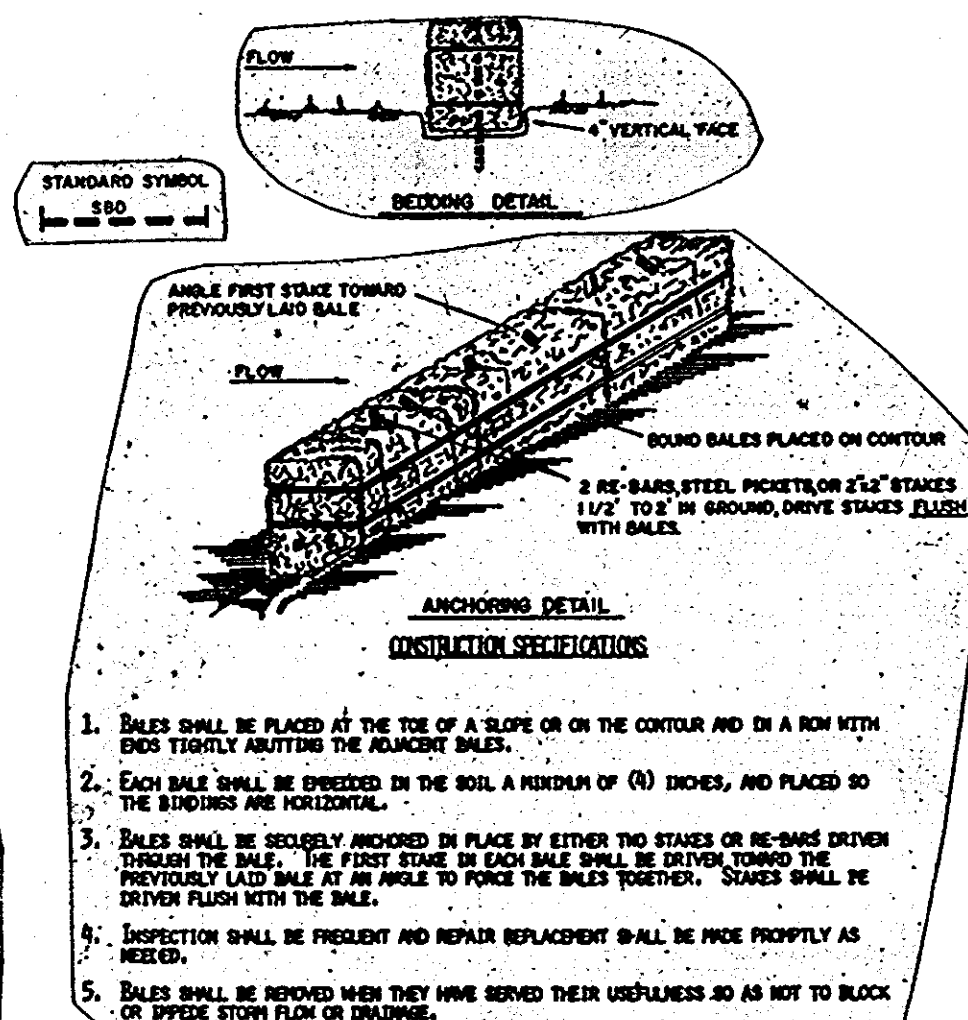 FLOW
4" VERTICAL FACE
BEDDING DETAIL
STANDARD SYMBOL
SBD
ANGLE FIRST STAKE TOWARD
PREVIOUSLY LAID BALE
FLOW
BOUND BALES PLACED ON CONTOUR
2 RE-BARS, STEEL PICKETS, OR 2"x2" STAKES
1 1/2' TO 2' IN GROUND, DRIVE STAKES FLUSH
WITH BALES.
ANCHORING DETAIL
CONSTRUCTION SPECIFICATIONS
1. BALES SHALL BE PLACED AT THE TOE OF A SLOPE OR ON THE CONTOUR AND IN A ROW WITH
ENDS TIGHTLY ABUTTING THE ADJACENT BALES.
2. EACH BALE SHALL BE EMBEDDED IN THE SOIL A MINIMUM OF (4) INCHES, AND PLACED SO
THE BINDINGS ARE HORIZONTAL.
3. BALES SHALL BE SECURELY ANCHORED IN PLACE BY EITHER TWO STAKES OR RE-BARS DRIVEN
THROUGH THE BALE. THE FIRST STAKE IN EACH BALE SHALL BE DRIVEN TOWARD THE
PREVIOUSLY LAID BALE AT AN ANGLE TO FORCE THE BALES TOGETHER. STAKES SHALL BE
DRIVEN FLUSH WITH THE BALE.
4. INSPECTION SHALL BE FREQUENT AND REPAIR REPLACEMENT SHALL BE MADE PROMPTLY AS
NEEDED.
5. BALES SHALL BE REMOVED WHEN THEY HAVE SERVED THEIR USEFULNESS SO AS NOT TO BLOCK
OR IMPEDE STORM FLOW OR DRAINAGE.